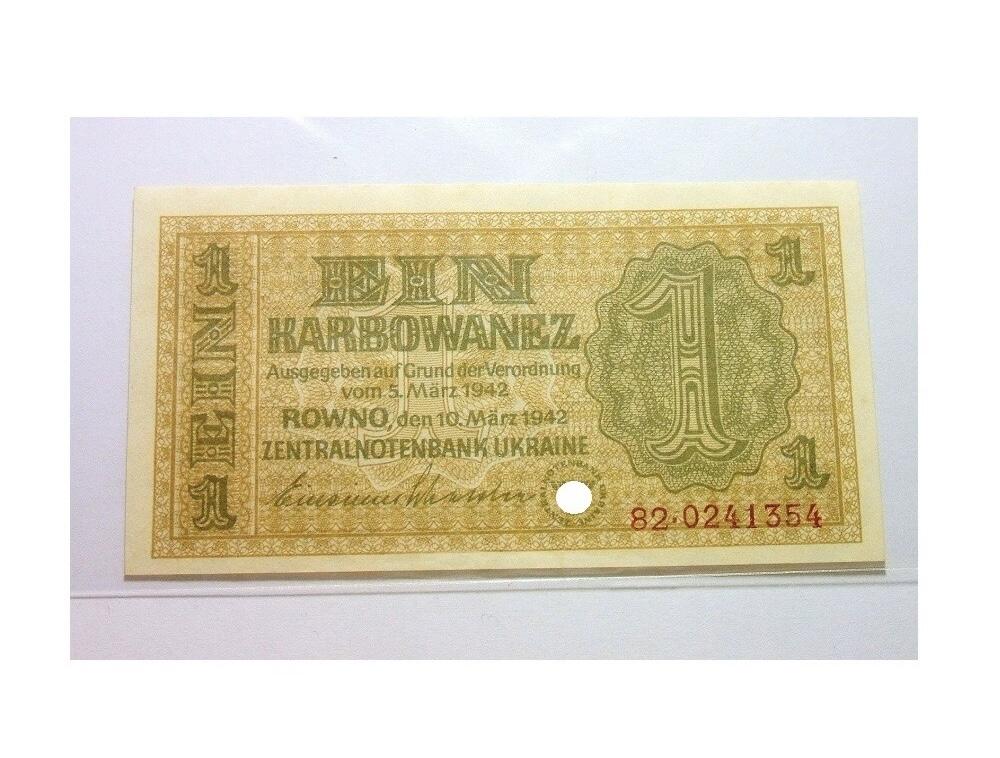 1
EIN
1
EIN
KARBOWANEZ
Ausgegeben auf Grund der Verordnung
vom 5. März 1942
ROWNO, den 10. März 1942
ZENTRALNOTENBANK UKRAINE
1
1
1
82·0241354